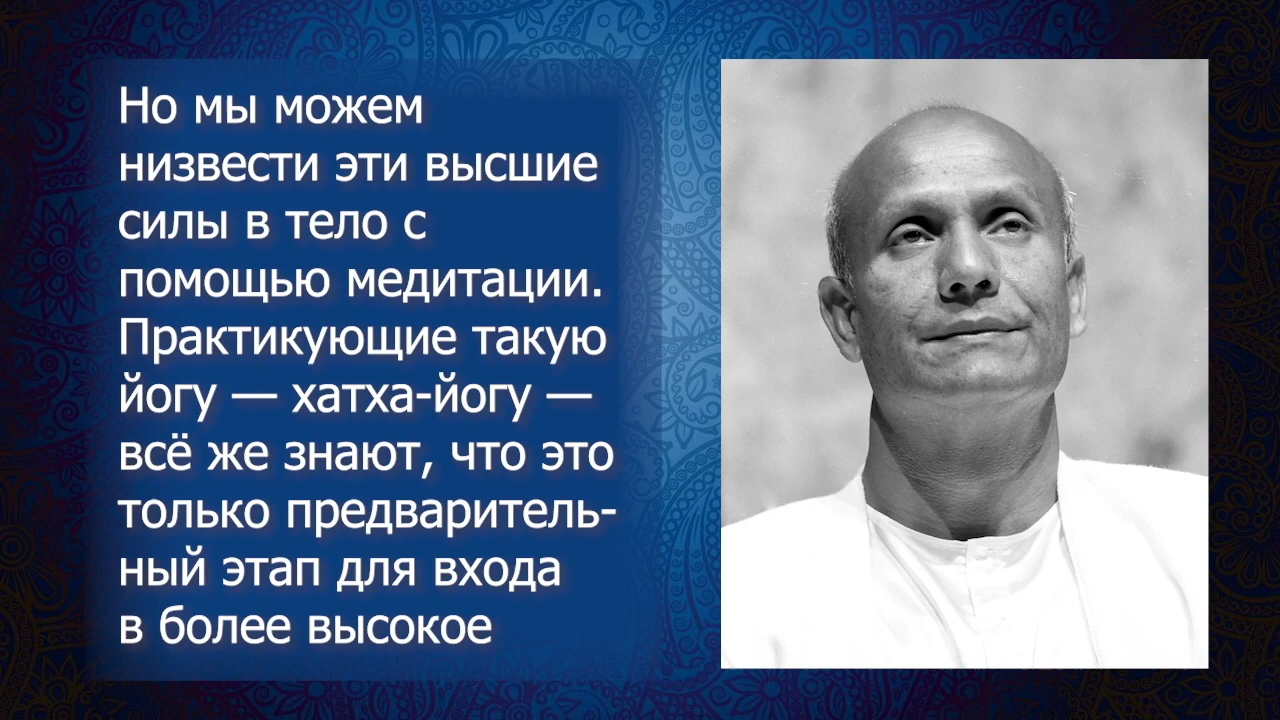 Но мы можем
низвести эти высшие
силы в тело с
помощью медитации.
Практикующие такую
йогу — хатха-йогу —
всё же знают, что это
только предваритель-
ный этап для входа
в более высокое